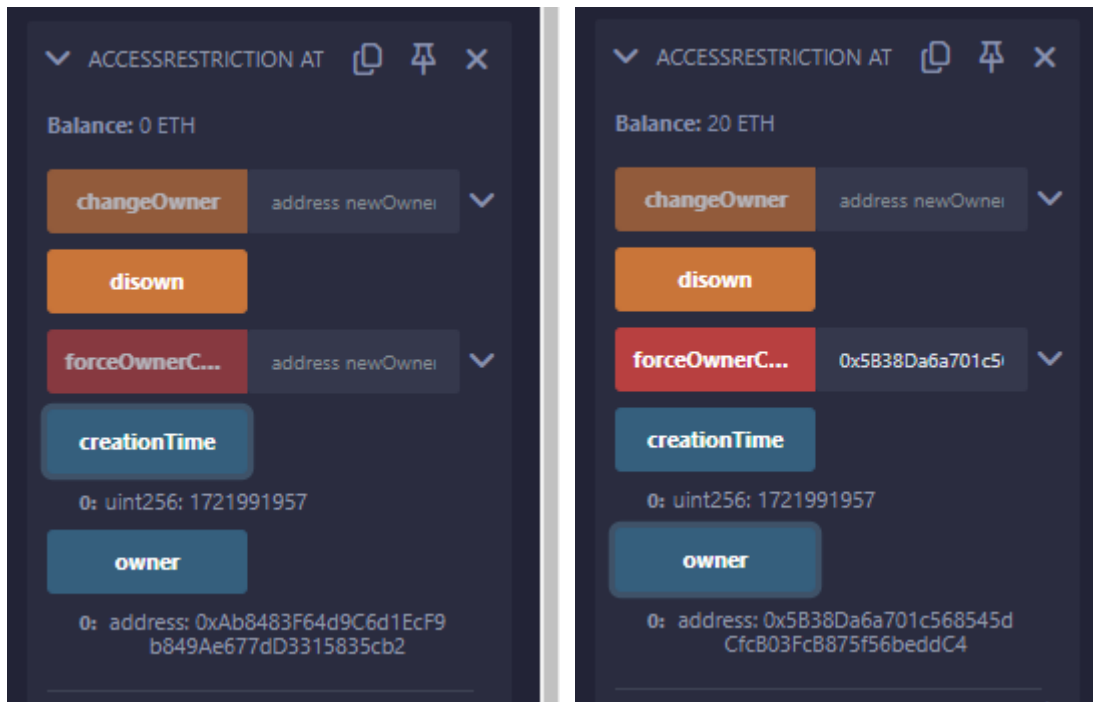 ACCESSRESTRICTION AT
Balance: 0 ETH
changeOwner address newOwner
disown
forceOwnerC... address newOwner
creationTime
0: uint256: 1721991957
owner
0: address: 0xAb8483F64d9C6d1EcF9
b849Ae677dD3315835cb2
ACCESSRESTRICTION AT
Balance: 20 ETH
changeOwner address newOwner
disown
forceOwnerC... 0x5B38Da6a701c5
creationTime
0: uint256: 1721991957
owner
0: address: 0x5B38Da6a701c568545d
CfcB03FcB875f56beddC4